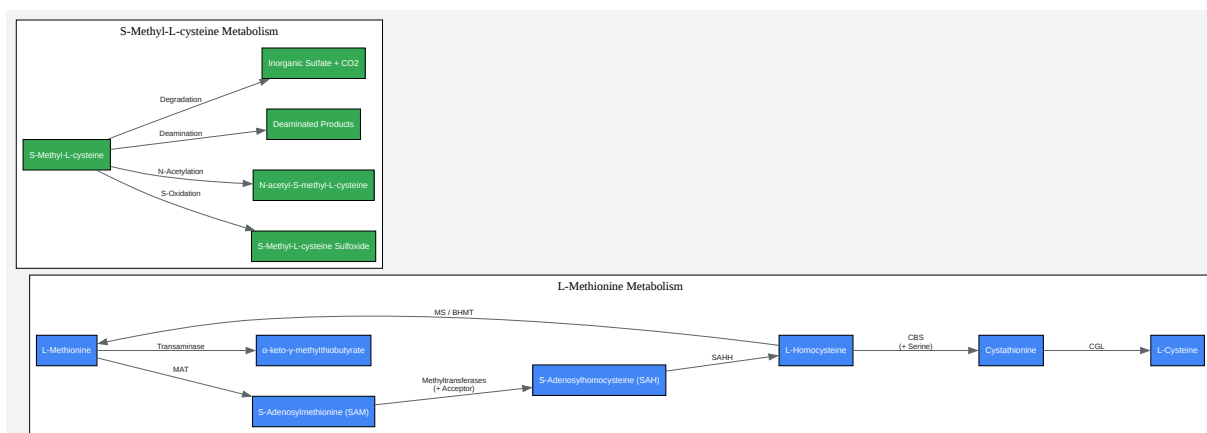 S-Methyl-L-cysteine Metabolism
Inorganic Sulfate + CO2
Degradation
Deaminated Products
Deamination
S-Methyl-L-cysteine
N-Acetylation
N-acetyl-S-methyl-L-cysteine
S-Oxidation
S-Methyl-L-cysteine Sulfoxide
L-Methionine Metabolism
MS / BHMT
L-Methionine
Transaminase
α-keto-γ-methylthiobutyrate
L-Homocysteine
CBS
(+ Serine)
Cystathionine
CGL
L-Cysteine
MAT
SAHH
Methyltransferases
(+ Acceptor)
S-Adenosylhomocysteine (SAH)
S-Adenosylmethionine (SAM)